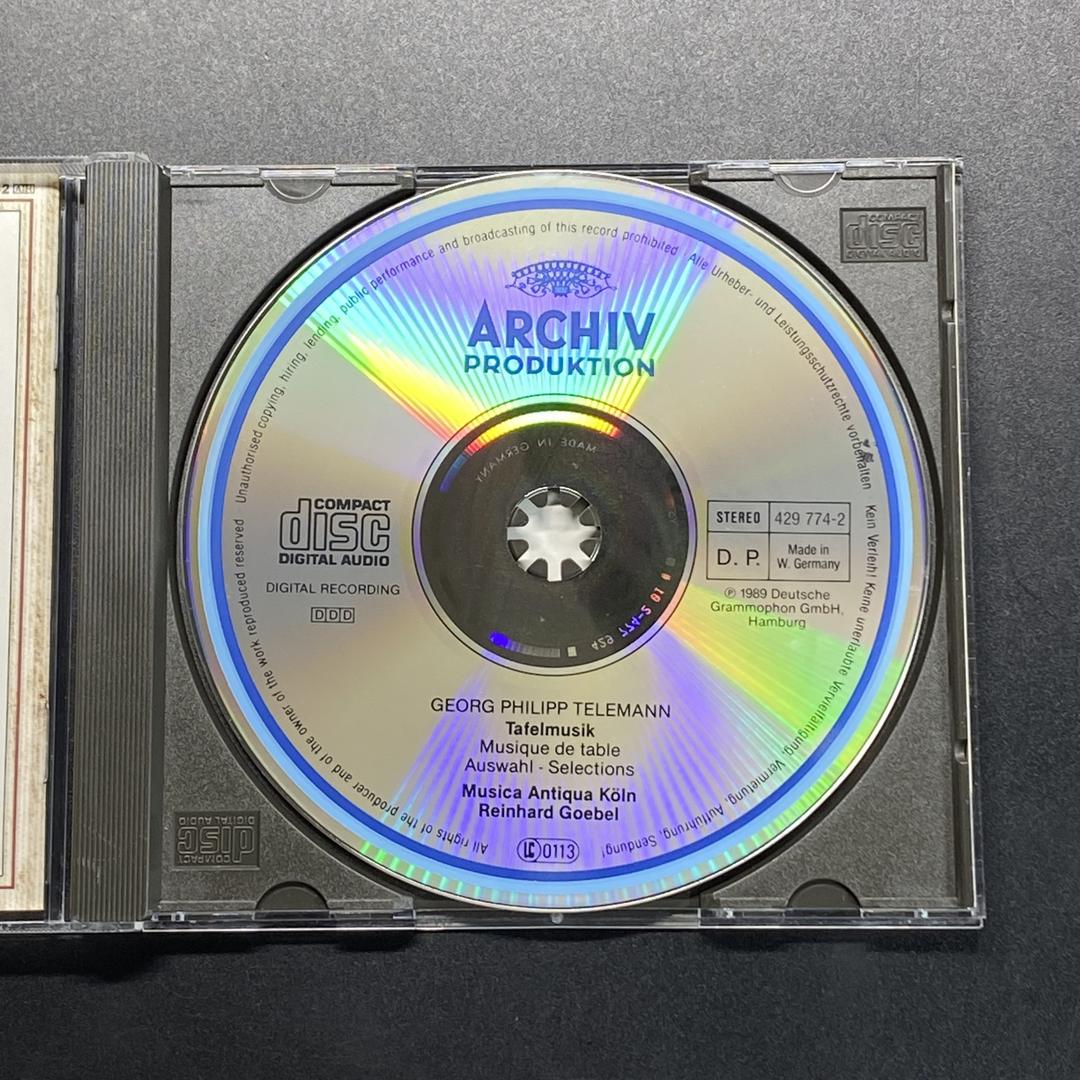 Unauthorised copying, hiring, lending, public performance and broadcasting of this record prohibited · Alle Urheber- und Leistungsschutzrechte vorbehalten · Kein Verleih! Keine unerlaubte Vervielfältigung, Vermietung, Aufführung, Sendung!
All rights of the producer and of the owner of the work reproduced reserved ·
ARCHIV
PRODUKTION
MADE IN GERMANY
COMPACT
disc
DIGITAL AUDIO
DIGITAL RECORDING
DDD
STEREO
429 774-2
D. P.
Made in
W. Germany
℗ 1989 Deutsche
Grammophon GmbH,
Hamburg
429 774-2 01
GEORG PHILIPP TELEMANN
Tafelmusik
Musique de table
Auswahl - Selections
Musica Antiqua Köln
Reinhard Goebel
LC 0113
COMPACT
disc
DIGITAL AUDIO
COMPACT
disc
DIGITAL AUDIO